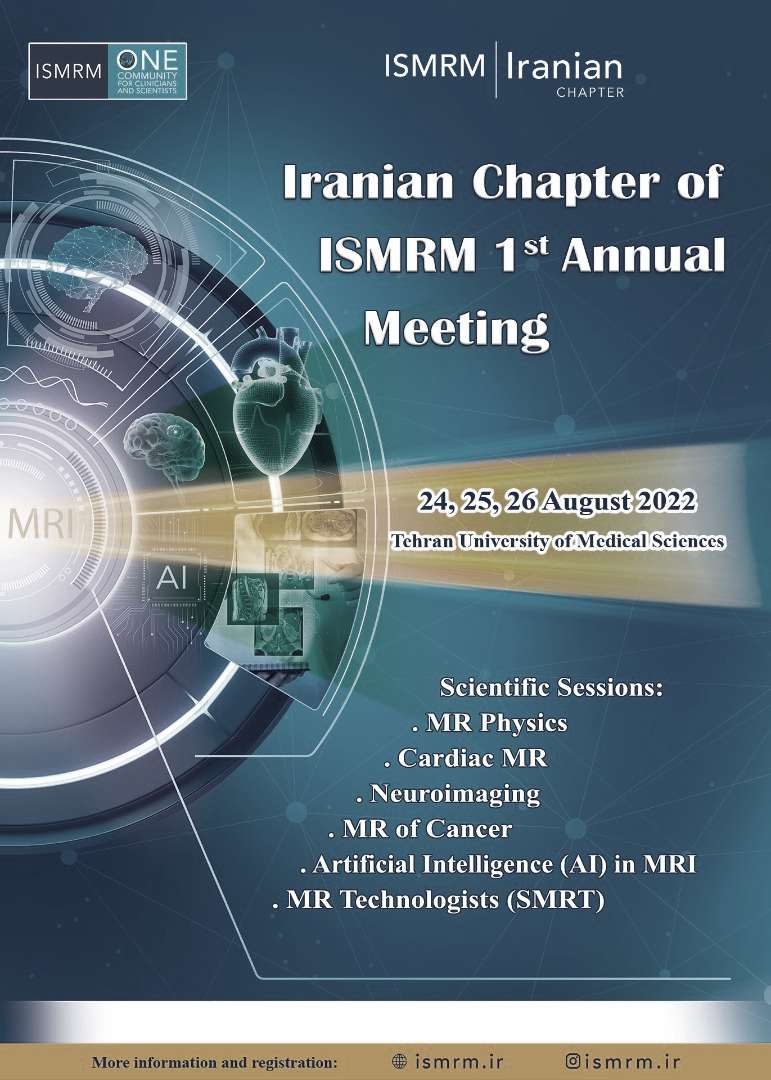 ISMRM
ONE
COMMUNITY
FOR CLINICIANS
AND SCIENTISTS
ISMRM Iranian
CHAPTER
Iranian Chapter of
ISMRM 1st Annual
Meeting
MRI
AI
24, 25, 26 August 2022
Tehran University of Medical Sciences
Scientific Sessions:
. MR Physics
. Cardiac MR
. Neuroimaging
. MR of Cancer
. Artificial Intelligence (AI) in MRI
. MR Technologists (SMRT)
More information and registration: ismrm.ir ismrm.ir